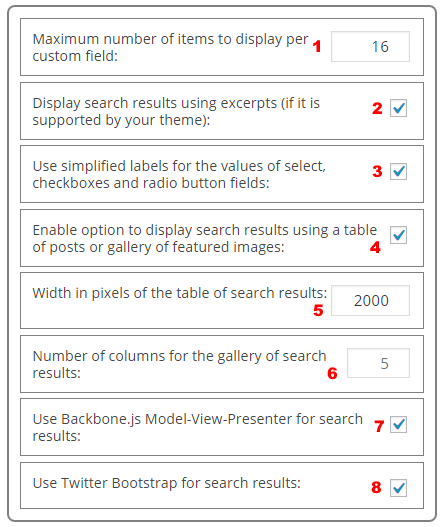 Maximum number of items to display per 1 16
custom field:
Display search results using excerpts (if it is
supported by your theme): 2
Use simplified labels for the values of select,
checkboxes and radio button fields: 3
Enable option to display search results using a table
of posts or gallery of featured images: 4
Width in pixels of the table of search results: 2000
5
Number of columns for the gallery of search
results: 6 5
Use Backbone.js Model-View-Presenter for search
results: 7
Use Twitter Bootstrap for search results: 8